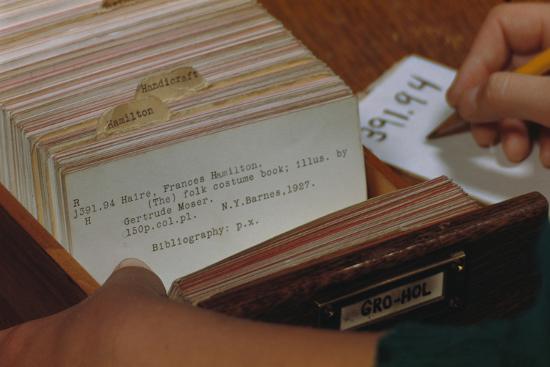 Handicraft
Hamilton
R
j391.94 Haire, Frances Hamilton.
H (The) folk costume book; illus. by
Gertrude Moser.
150p.col.pl. N.Y.Barnes,1927.
Bibliography: p.x.
391.94
GRO-HOL